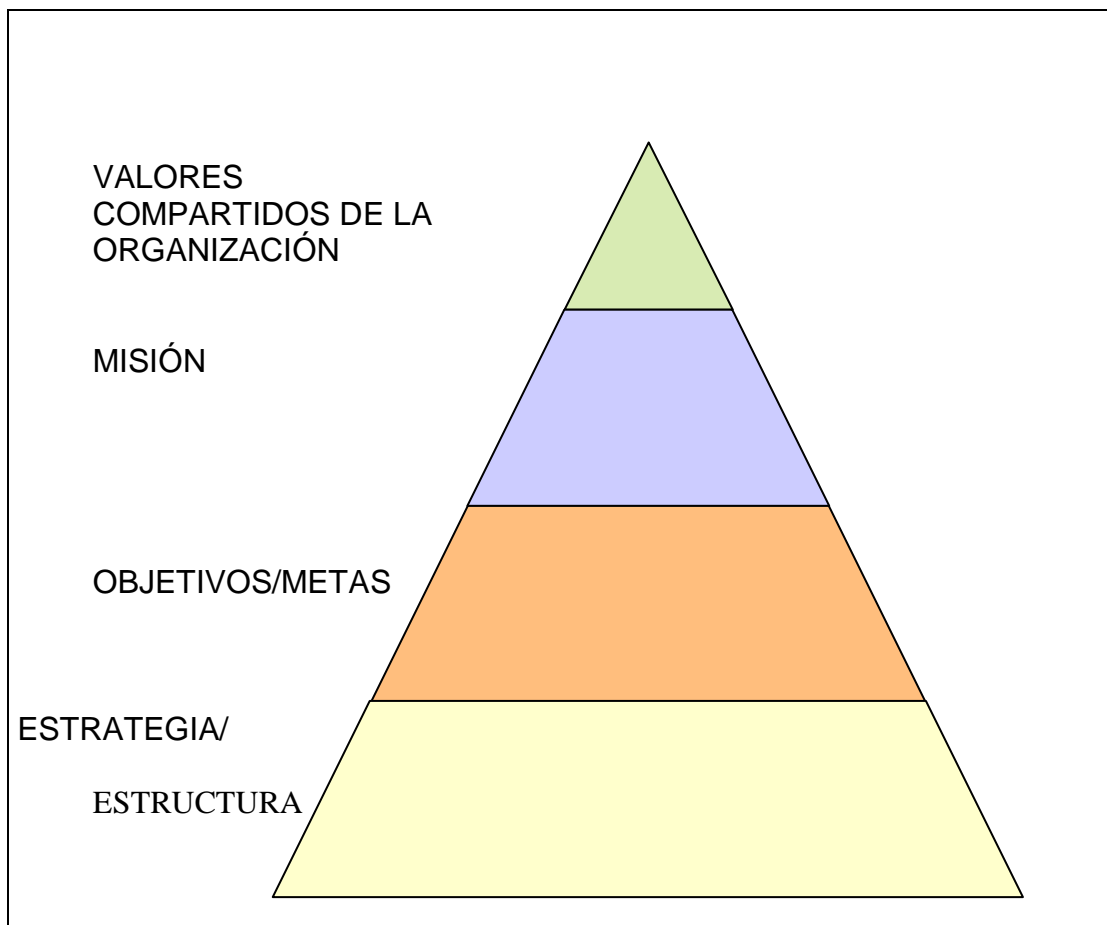 VALORES
COMPARTIDOS DE LA
ORGANIZACIÓN
MISIÓN
OBJETIVOS/METAS
ESTRATEGIA/
ESTRUCTURA